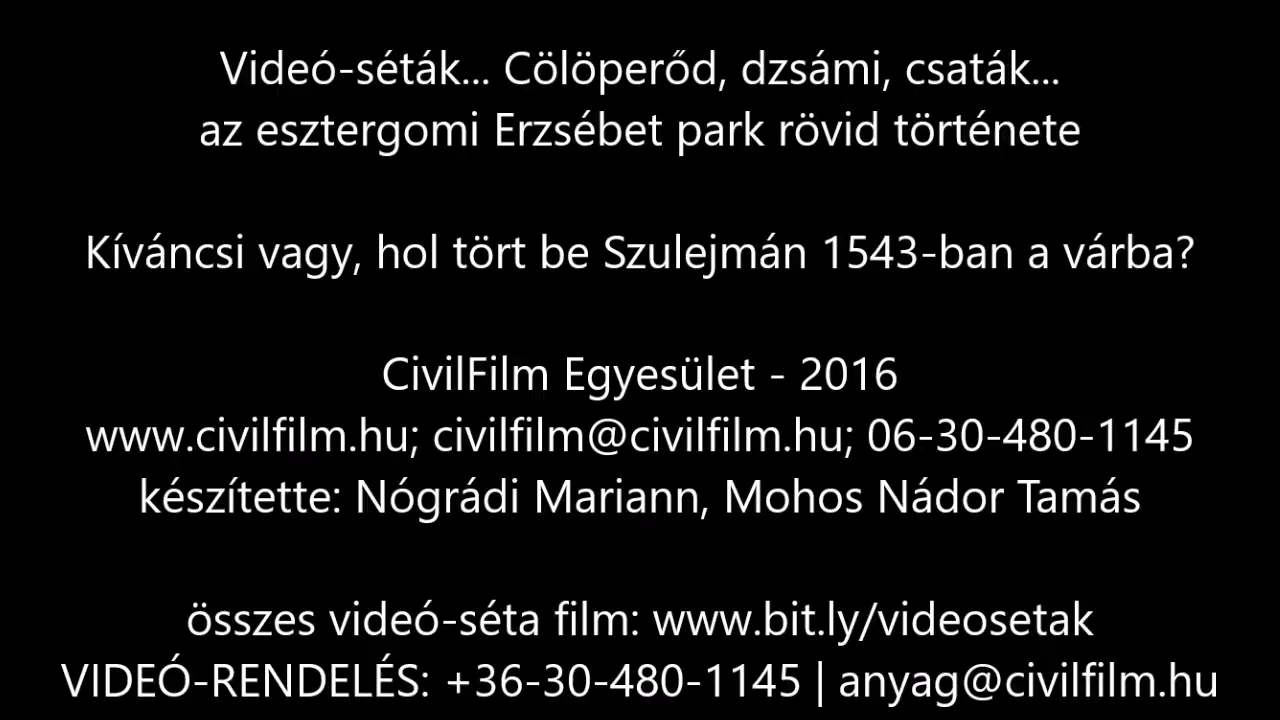 Videó-séták... Cölöperőd, dzsámi, csaták...
az esztergomi Erzsébet park rövid története
Kíváncsi vagy, hol tört be Szulejmán 1543-ban a várba?
CivilFilm Egyesület - 2016
www.civilfilm.hu; civilfilm@civilfilm.hu; 06-30-480-1145
készítette: Nógrádi Mariann, Mohos Nádor Tamás
összes videó-séta film: www.bit.ly/videosetak
VIDEÓ-RENDELÉS: +36-30-480-1145 | anyag@civilfilm.hu